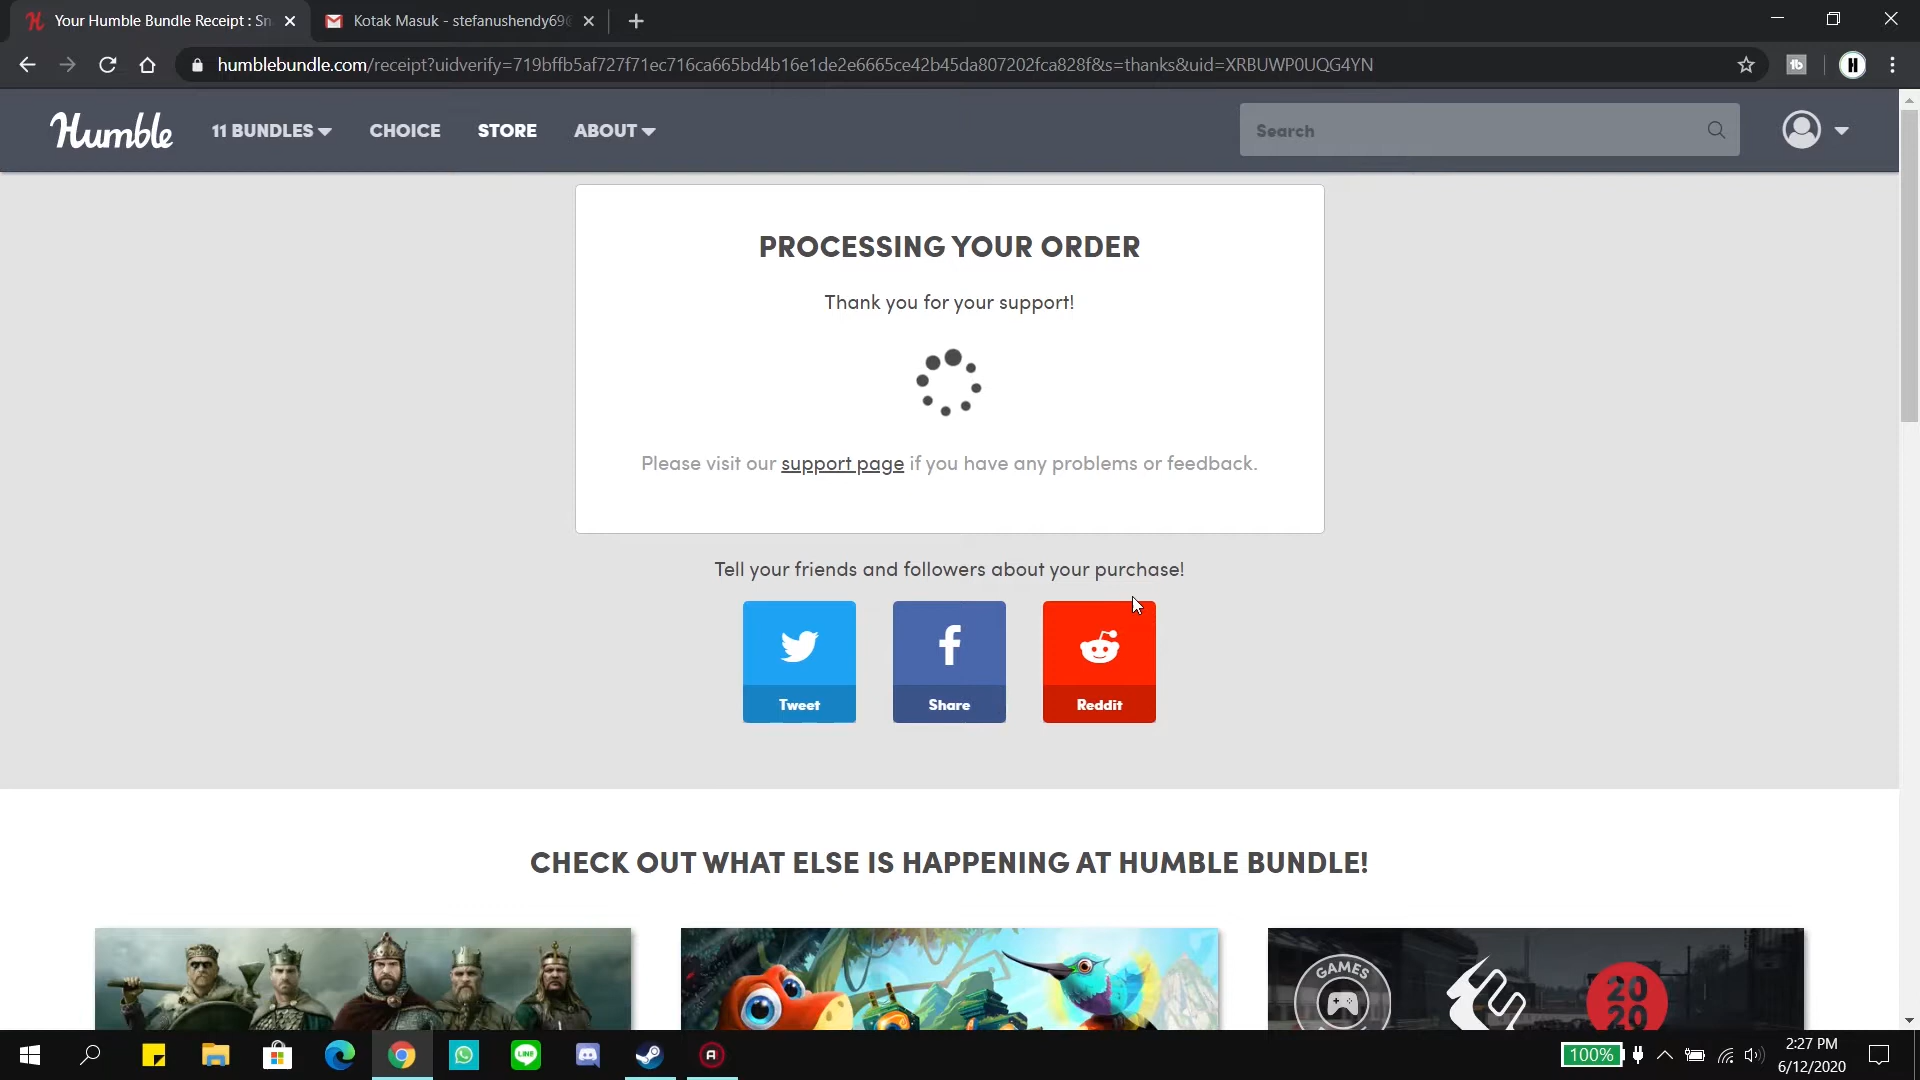 Your Humble Bundle Receipt : Sn
Kotak Masuk - stefanushendy69@
humblebundle.com/receipt?uidverify=719bffb5af727f71ec716ca665bd4b16e1de2e6665ce42b45da807202fca828f&s=thanks&uid=XRBUWP0UQG4YN
Humble
11 BUNDLES
CHOICE
STORE
ABOUT
Search
PROCESSING YOUR ORDER
Thank you for your support!
Please visit our support page if you have any problems or feedback.
Tell your friends and followers about your purchase!
Tweet
Share
Reddit
CHECK OUT WHAT ELSE IS HAPPENING AT HUMBLE BUNDLE!
GAMES
20
20
LINE
100%
2:27 PM
6/12/2020